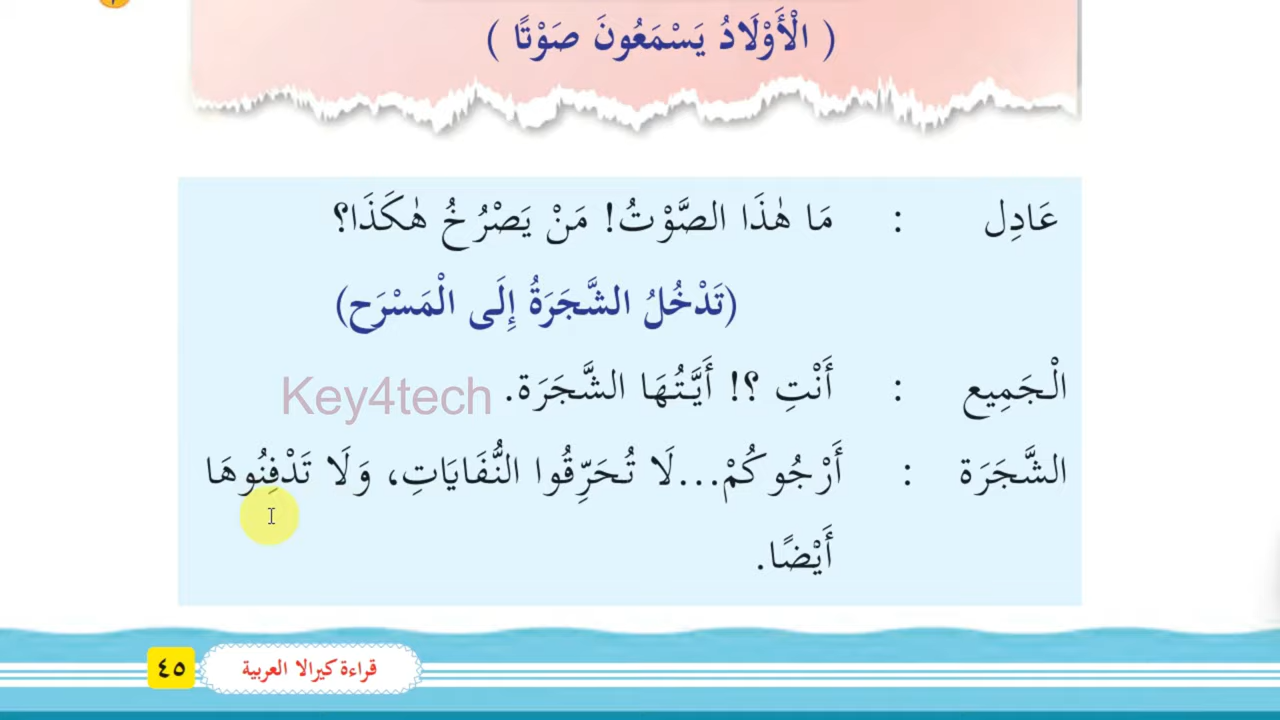 ( الْأَوْلَادُ يَسْمَعُونَ صَوْتًا )
عَادِل : مَا هٰذَا الصَّوْتُ! مَنْ يَصْرُخُ هٰكَذَا؟
(تَدْخُلُ الشَّجَرَةُ إِلَى الْمَسْرَح)
الْجَمِيع : أَنْتِ ؟! أَيَّتُهَا الشَّجَرَة.
Key4tech
الشَّجَرَة : أَرْجُوكُمْ...لَا تُحَرِّقُوا النُّفَايَاتِ، وَلَا تَدْفِنُوهَا
أَيْضًا.
قراءة كيرالا العربية
٤٥